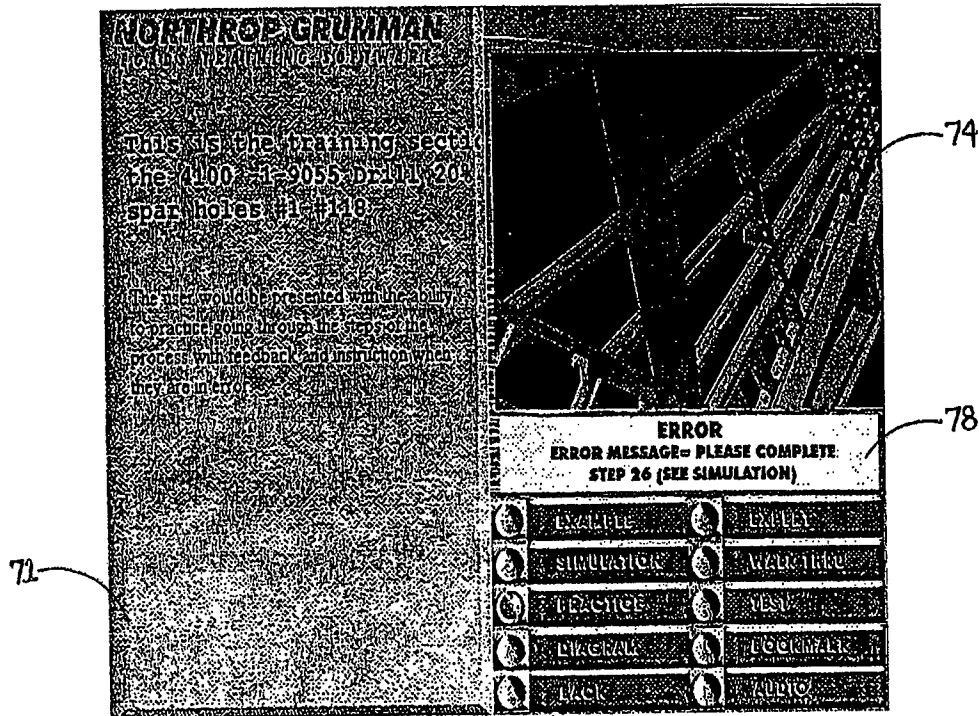 NORTHROP GRUMMAN
TRAINING SOFTWARE
This is the training secti
the 4100 -1-9055 Drill 20
spar holes #1 #118
The user would be presented with the ability
to practice going through the steps of the
process with feedback and instruction when
they are in error
74
ERROR
ERROR MESSAGE= PLEASE COMPLETE
STEP 26 (SEE SIMULATION)
78
EXAMPLE
SIMULATION
WALK THRU
PRACTICE
TEST
DIAGRAM
BOOKMARK
BACK
AUDIO
71